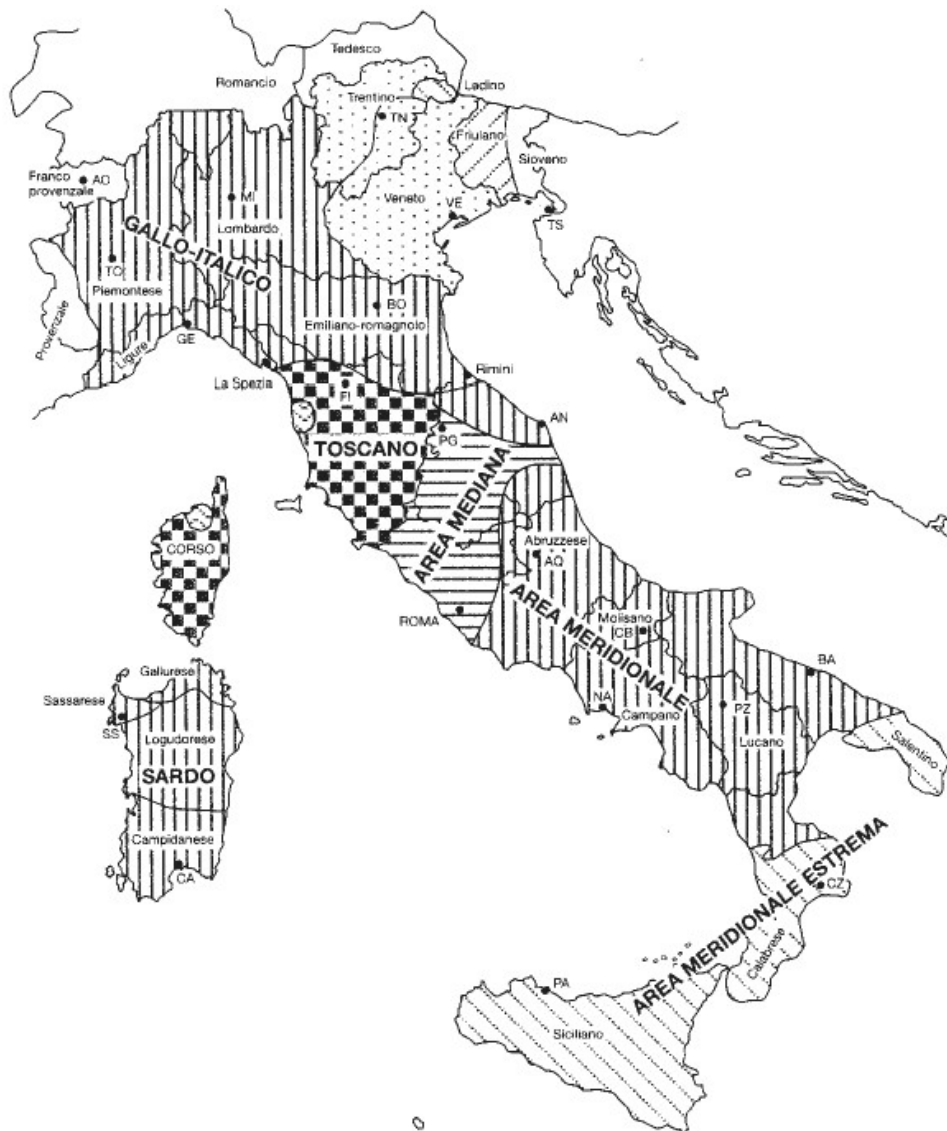 Tedesco
Romancio
Ladino
Trentino
TN
Friulano
Sloveno
Franco
provenzale
AO
MI
Lombardo
Veneto
VE
TS
GALLO-ITALICO
TO
Piemontese
BO
Emiliano-romagnolo
Provenzale
Ligure
GE
La Spezia
Rimini
FI
AN
TOSCANO
PG
AREA MEDIANA
CORSO
Abruzzese
AQ
ROMA
AREA MERIDIONALE
Molisano
CB
BA
Gallurese
Sassarese
SS
Logudorese
NA
Campano
PZ
Lucano
Salentino
SARDO
Campidanese
CA
AREA MERIDIONALE ESTREMA
CZ
Calabrese
PA
Siciliano